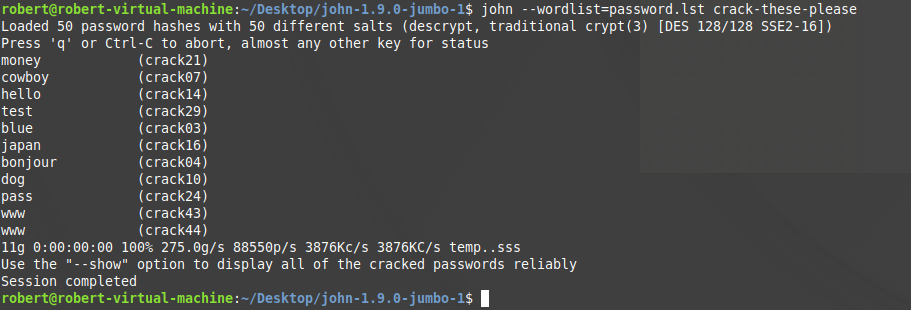 robert@robert-virtual-machine:~/Desktop/john-1.9.0-jumbo-1$ john --wordlist=password.lst crack-these-please
Loaded 50 password hashes with 50 different salts (descrypt, traditional crypt(3) [DES 128/128 SSE2-16])
Press 'q' or Ctrl-C to abort, almost any other key for status
money            (crack21)
cowboy           (crack07)
hello            (crack14)
test             (crack29)
blue             (crack03)
japan            (crack16)
bonjour          (crack04)
dog              (crack10)
pass             (crack24)
www              (crack43)
www              (crack44)
11g 0:00:00:00 100% 275.0g/s 88550p/s 3876Kc/s 3876KC/s temp..sss
Use the "--show" option to display all of the cracked passwords reliably
Session completed
robert@robert-virtual-machine:~/Desktop/john-1.9.0-jumbo-1$